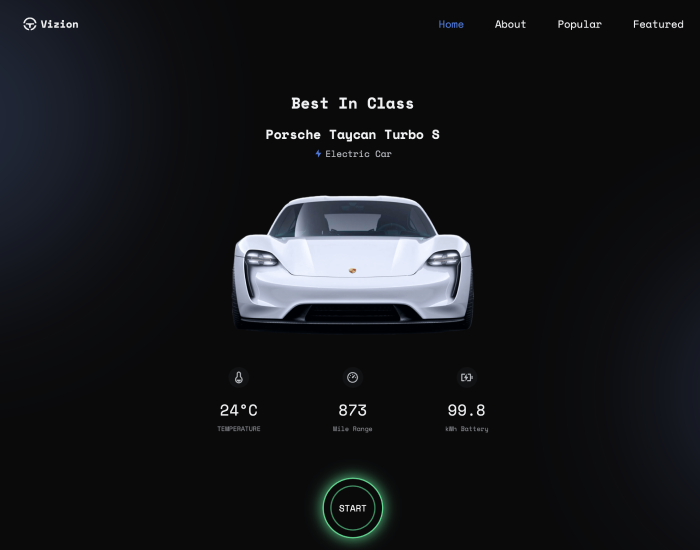 Vizion
Home About Popular Featured
Best In Class
Porsche Taycan Turbo S
Electric Car
24°C 873 99.8
TEMPERATURE Mile Range kWh Battery
START